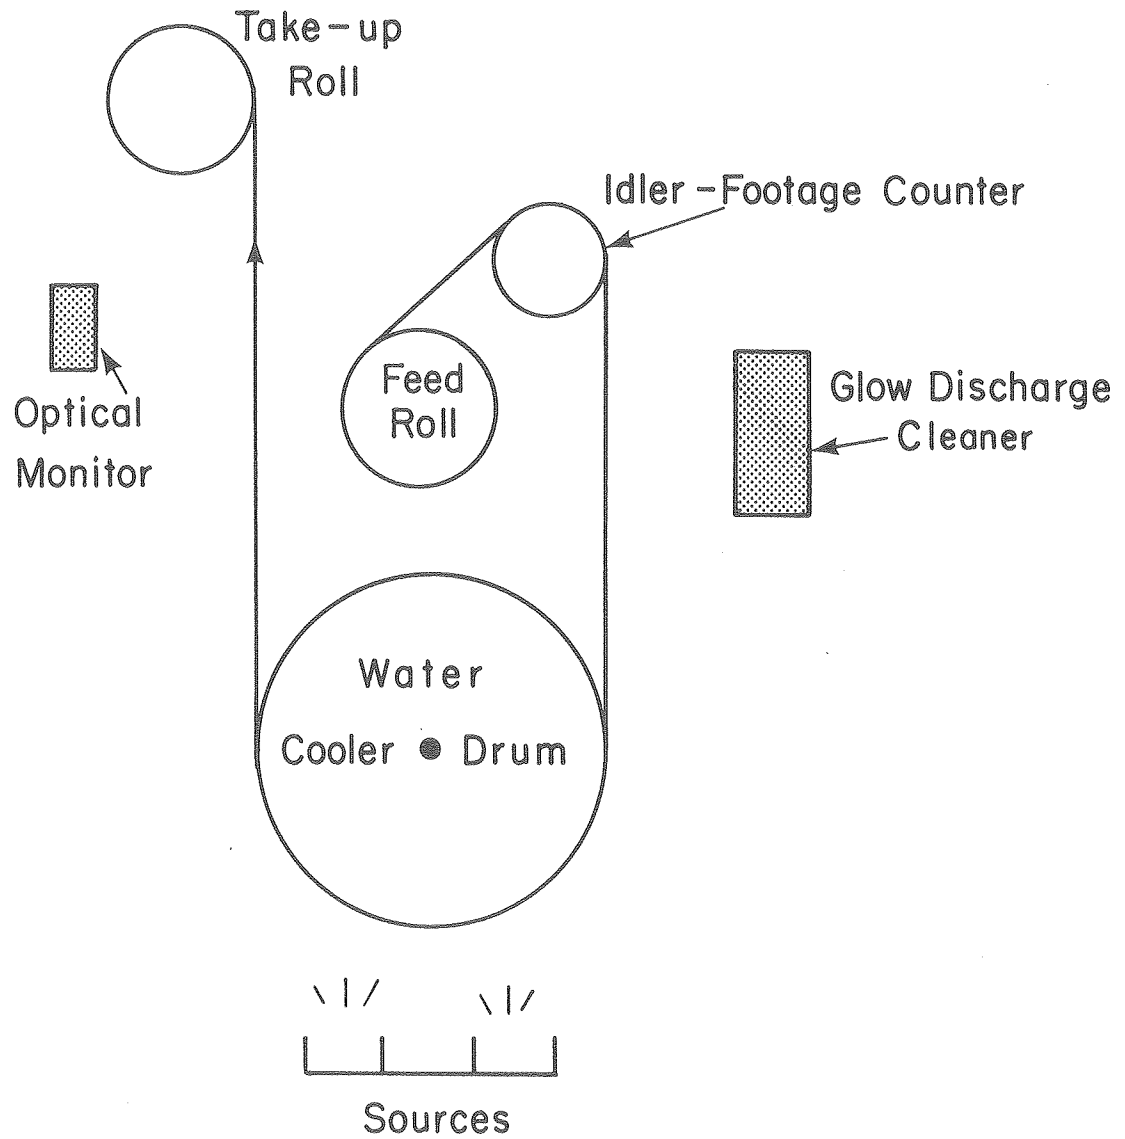 Take-up
Roll
Idler-Footage Counter
Feed
Roll
Optical
Monitor
Glow Discharge
Cleaner
Water
Cooler Drum
Sources